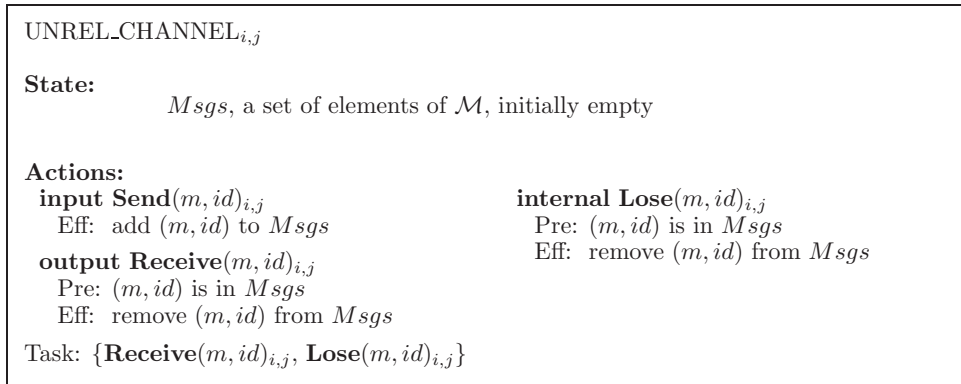 UNREL_CHANNEL_{i,j}
State:
Msgs, a set of elements of ℳ, initially empty
Actions:
input Send(m, id)_{i,j}
Eff: add (m, id) to Msgs
output Receive(m, id)_{i,j}
Pre: (m, id) is in Msgs
Eff: remove (m, id) from Msgs
internal Lose(m, id)_{i,j}
Pre: (m, id) is in Msgs
Eff: remove (m, id) from Msgs
Task: {Receive(m, id)_{i,j}, Lose(m, id)_{i,j}}